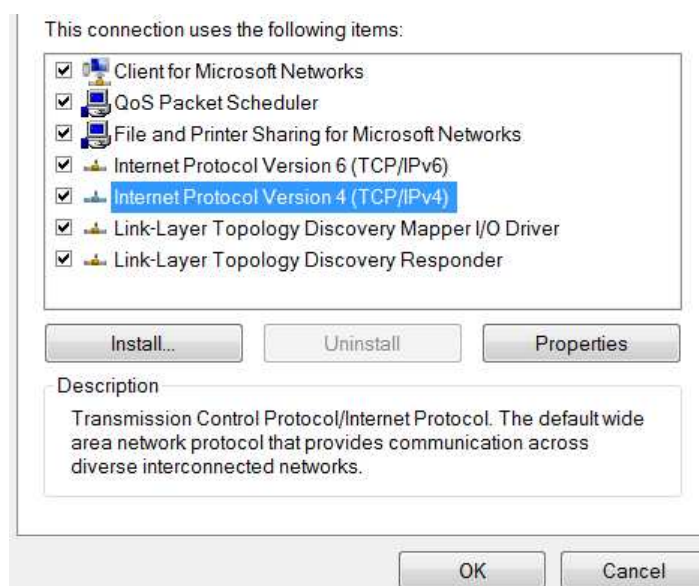 This connection uses the following items:
Client for Microsoft Networks
QoS Packet Scheduler
File and Printer Sharing for Microsoft Networks
Internet Protocol Version 6 (TCP/IPv6)
Internet Protocol Version 4 (TCP/IPv4)
Link-Layer Topology Discovery Mapper I/O Driver
Link-Layer Topology Discovery Responder
Install... Uninstall Properties
Description
Transmission Control Protocol/Internet Protocol. The default wide
area network protocol that provides communication across
diverse interconnected networks.
OK Cancel